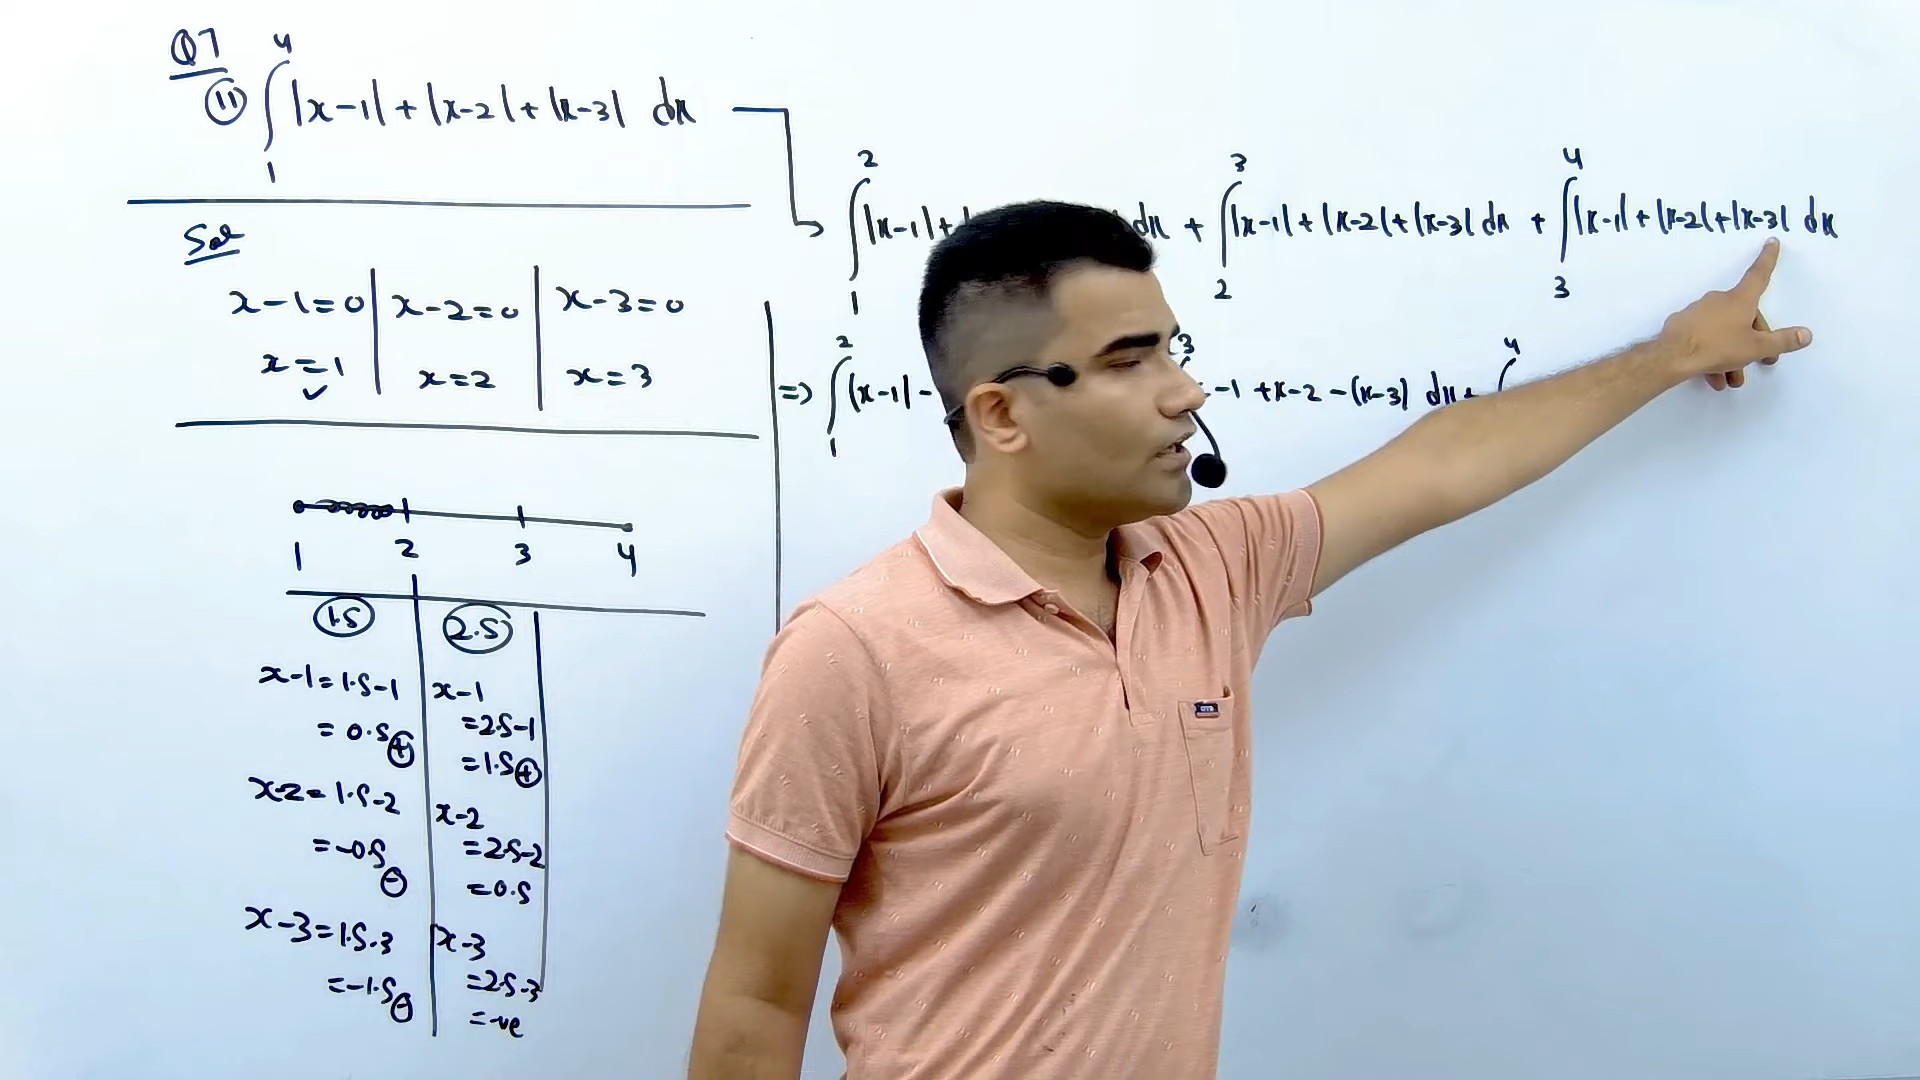 Q7
(ii) ∫₁⁴ |x-1| + |x-2| + |x-3| dx
∫₁² |x-1| + dx + ∫₂³ |x-1| + |x-2| + |x-3| dx + ∫₃⁴ |x-1| + |x-2| + |x-3| dx
Sol
x-1=0 | x-2=0 | x-3=0
x=1 ✓ | x=2 | x=3
=> ∫₁² (x-1) - 3 -1 +x-2 -(x-3) dx + ∫ 4
1 2 3 4
1.5 | 2.5
x-1=1.5-1
= 0.5 +
x-2=1.5-2
=-0.5 -
x-3=1.5-3
=-1.5 -
x-1
=2.5-1
=1.5 +
x-2
=2.5-2
=0.5
x-3
=2.5-3
=-ve